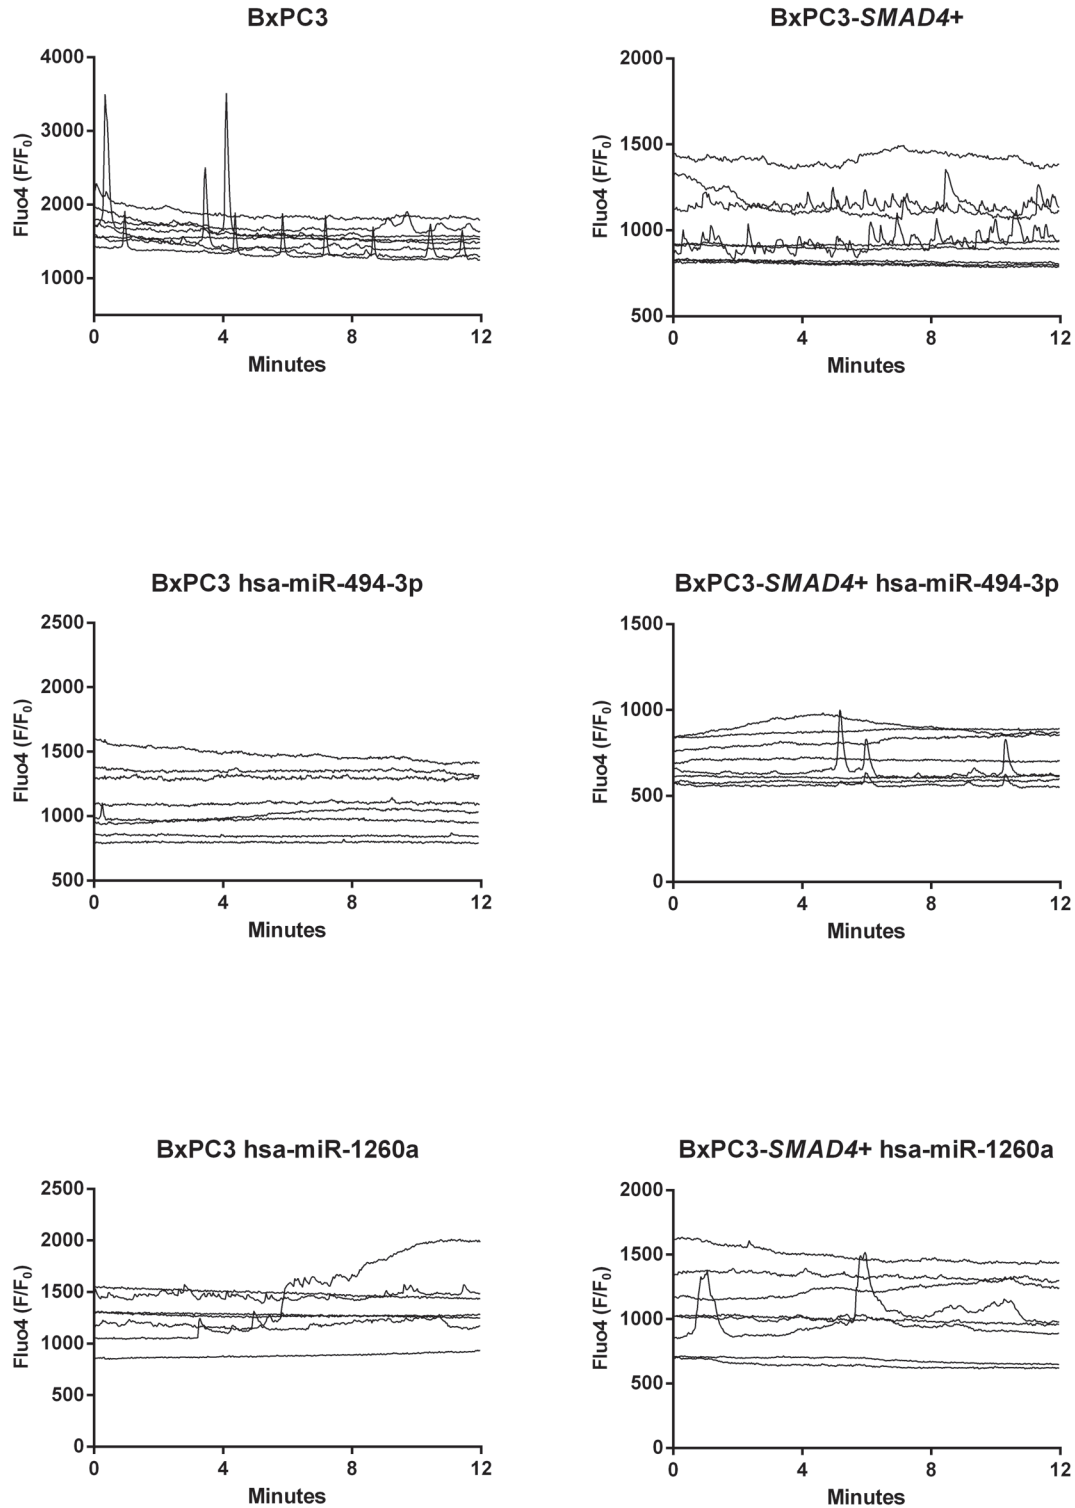 BxPC3
Fluo4 (F/F0)
4000
3000
2000
1000
0 4 8 12
Minutes
BxPC3-SMAD4+
Fluo4 (F/F0)
2000
1500
1000
500
0 4 8 12
Minutes
BxPC3 hsa-miR-494-3p
Fluo4 (F/F0)
2500
2000
1500
1000
500
0 4 8 12
Minutes
BxPC3-SMAD4+ hsa-miR-494-3p
Fluo4 (F/F0)
1500
1000
500
0
0 4 8 12
Minutes
BxPC3 hsa-miR-1260a
Fluo4 (F/F0)
2500
2000
1500
1000
500
0
0 4 8 12
Minutes
BxPC3-SMAD4+ hsa-miR-1260a
Fluo4 (F/F0)
2000
1500
1000
500
0
0 4 8 12
Minutes